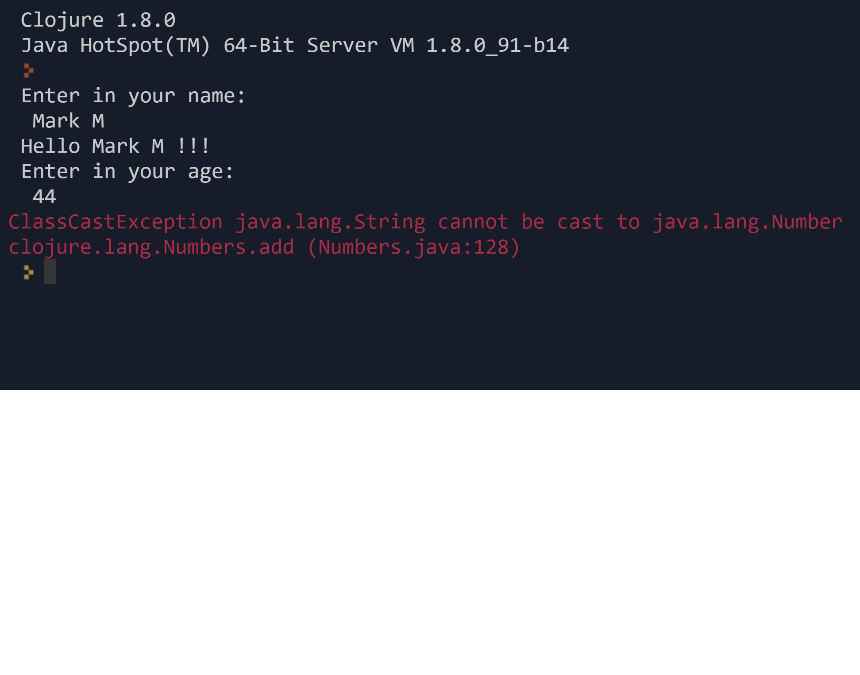 Clojure 1.8.0
Java HotSpot(TM) 64-Bit Server VM 1.8.0_91-b14
Enter in your name:
Mark M
Hello Mark M !!!
Enter in your age:
44
ClassCastException java.lang.String cannot be cast to java.lang.Number
clojure.lang.Numbers.add (Numbers.java:128)